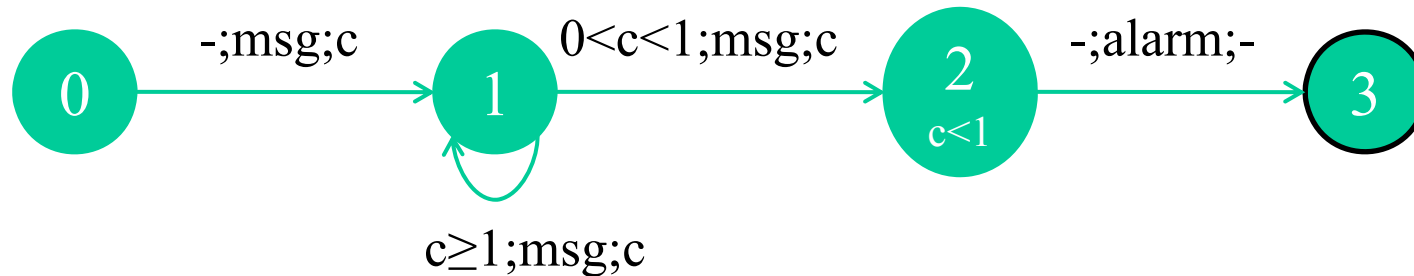 -;msg;c
0<c<1;msg;c
-;alarm;-
0
1
2
c<1
3
c≥1;msg;c